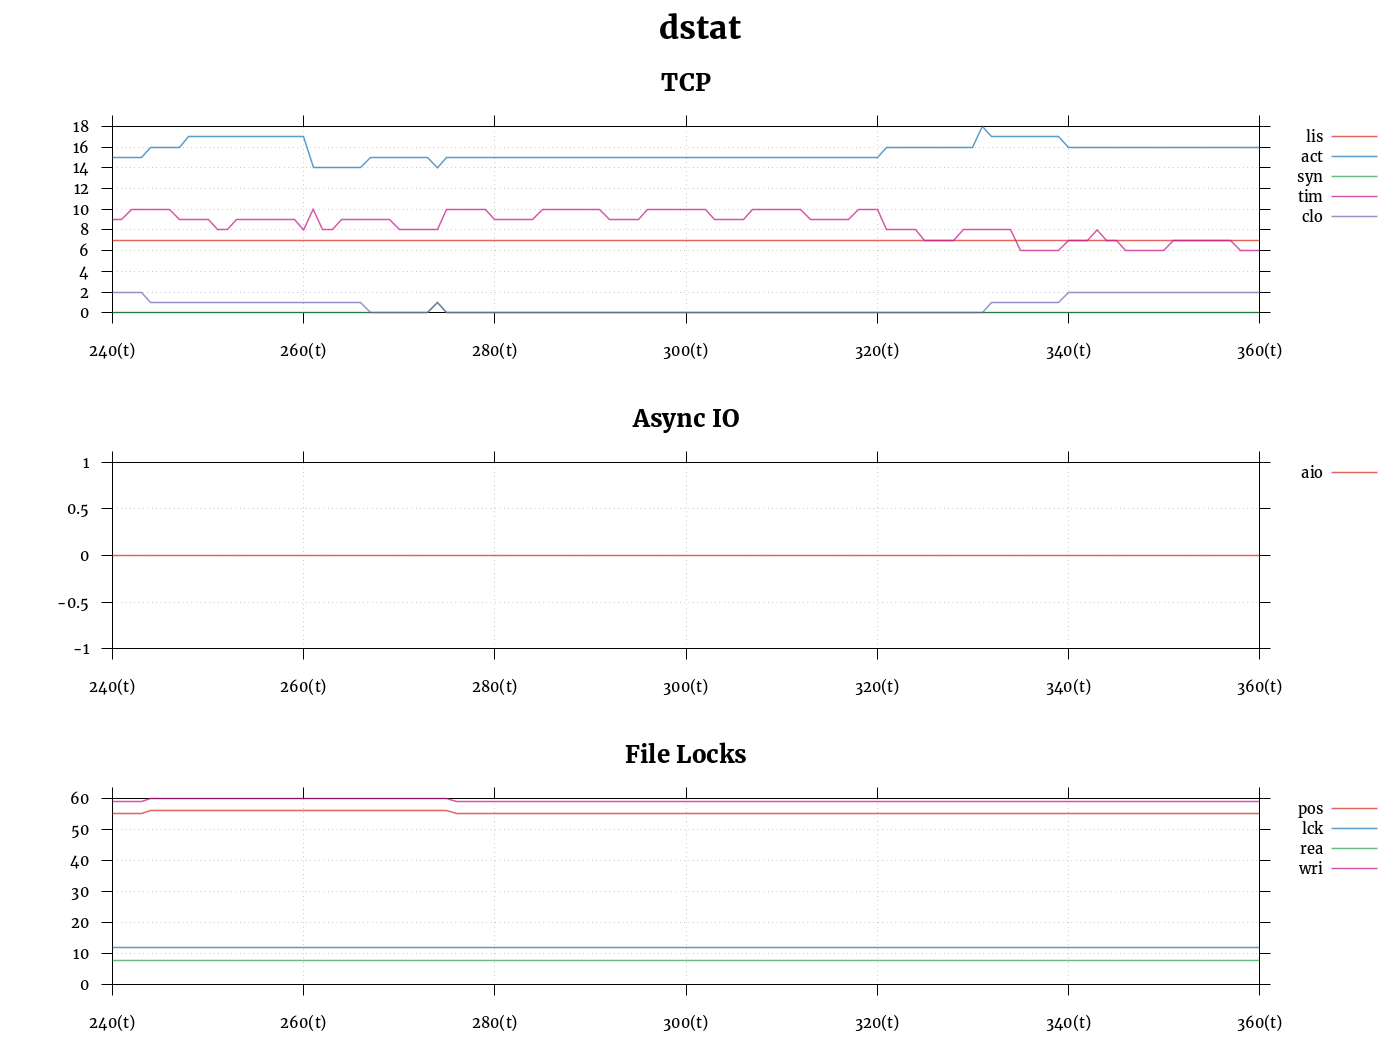 dstat
TCP
18
16
14
12
10
8
6
4
2
0
240(t) 260(t) 280(t) 300(t) 320(t) 340(t) 360(t)
lis
act
syn
tim
clo
Async IO
1
0.5
0
-0.5
-1
240(t) 260(t) 280(t) 300(t) 320(t) 340(t) 360(t)
aio
File Locks
60
50
40
30
20
10
0
240(t) 260(t) 280(t) 300(t) 320(t) 340(t) 360(t)
pos
lck
rea
wri